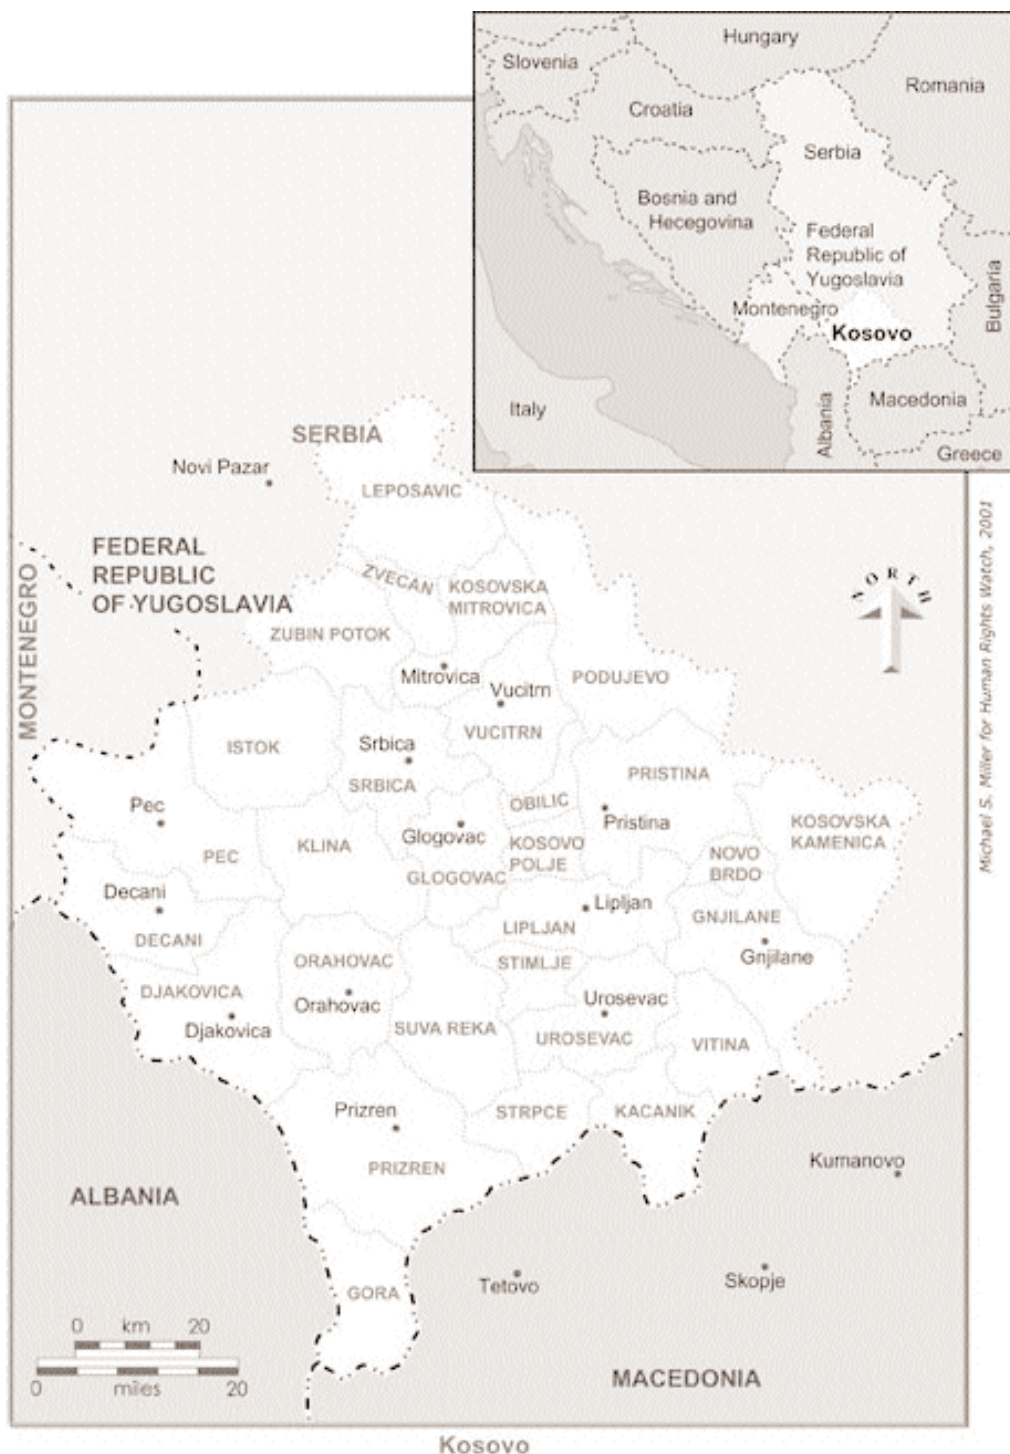 Hungary
Slovenia
Romania
Croatia
Serbia
Bosnia and
Hecegovina
Federal
Republic of
Yugoslavia
Bulgaria
Montenegro
Kosovo
Macedonia
Albania
Italy
Greece
SERBIA
Novi Pazar
LEPOSAVIC
FEDERAL
REPUBLIC
OF YUGOSLAVIA
MONTENEGRO
ZVECAN
KOSOVSKA
MITROVICA
NORTH
Michael S. Miller for Human Rights Watch, 2001
ZUBIN POTOK
Mitrovica
PODUJEVO
Vucitrn
VUCITRN
ISTOK
Srbica
SRBICA
PRISTINA
OBILIC
Pec
Pristina
KOSOVSKA
KAMENICA
Glogovac
KOSOVO
POLJE
KLINA
PEC
NOVO
BRDO
GLOGOVAC
Decani
Lipljan
GNJILANE
LIPLJAN
DECANI
Gnjilane
ORAHOVAC
STIMLJE
DJAKOVICA
Orahovac
Urosevac
Djakovica
SUVA REKA
UROSEVAC
VITINA
Prizren
STRPCE
KACANIK
PRIZREN
Kumanovo
ALBANIA
Tetovo
Skopje
GORA
0 km 20
0 miles 20
MACEDONIA
Kosovo